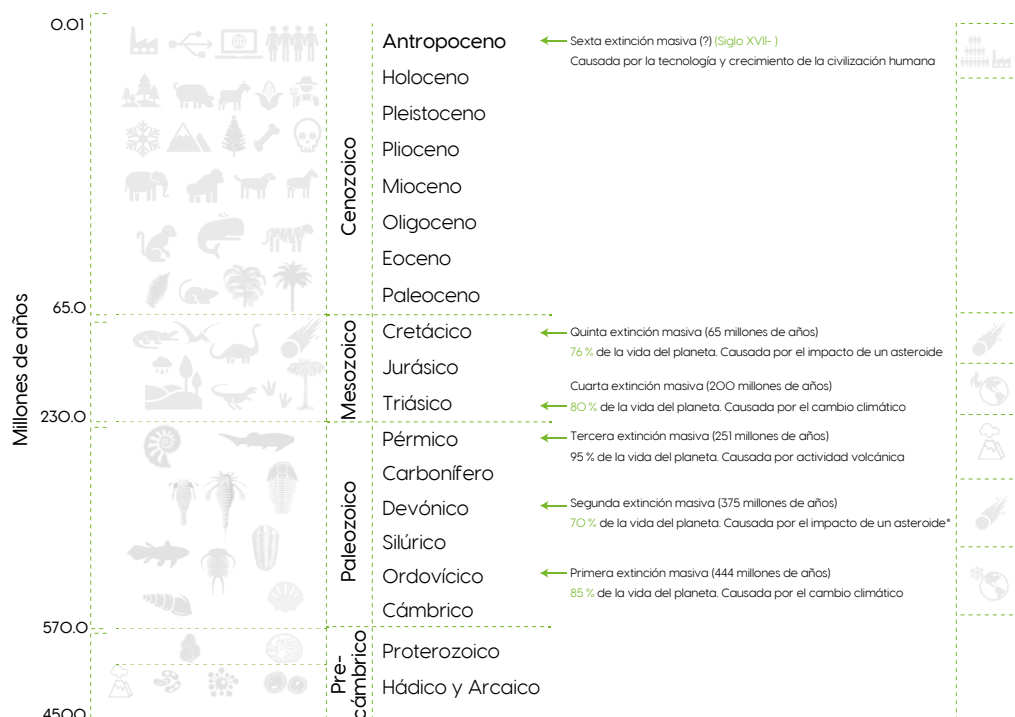 0.01
Antropoceno
Sexta extinción masiva (?) (Siglo XVII- )
Causada por la tecnología y crecimiento de la civilización humana
Holoceno
Pleistoceno
Plioceno
Mioceno
Oligoceno
Eoceno
Paleoceno
Cenozoico
65.0
Cretácico
Quinta extinción masiva (65 millones de años)
76 % de la vida del planeta. Causada por el impacto de un asteroide
Jurásico
Cuarta extinción masiva (200 millones de años)
Triásico
80 % de la vida del planeta. Causada por el cambio climático
Mesozoico
Millones de años
230.0
Pérmico
Tercera extinción masiva (251 millones de años)
95 % de la vida del planeta. Causada por actividad volcánica
Carbonífero
Devónico
Segunda extinción masiva (375 millones de años)
70 % de la vida del planeta. Causada por el impacto de un asteroide*
Silúrico
Ordovícico
Primera extinción masiva (444 millones de años)
85 % de la vida del planeta. Causada por el cambio climático
Cámbrico
Paleozoico
570.0
Proterozoico
Hádico y Arcaico
Pre-
cámbrico
4500